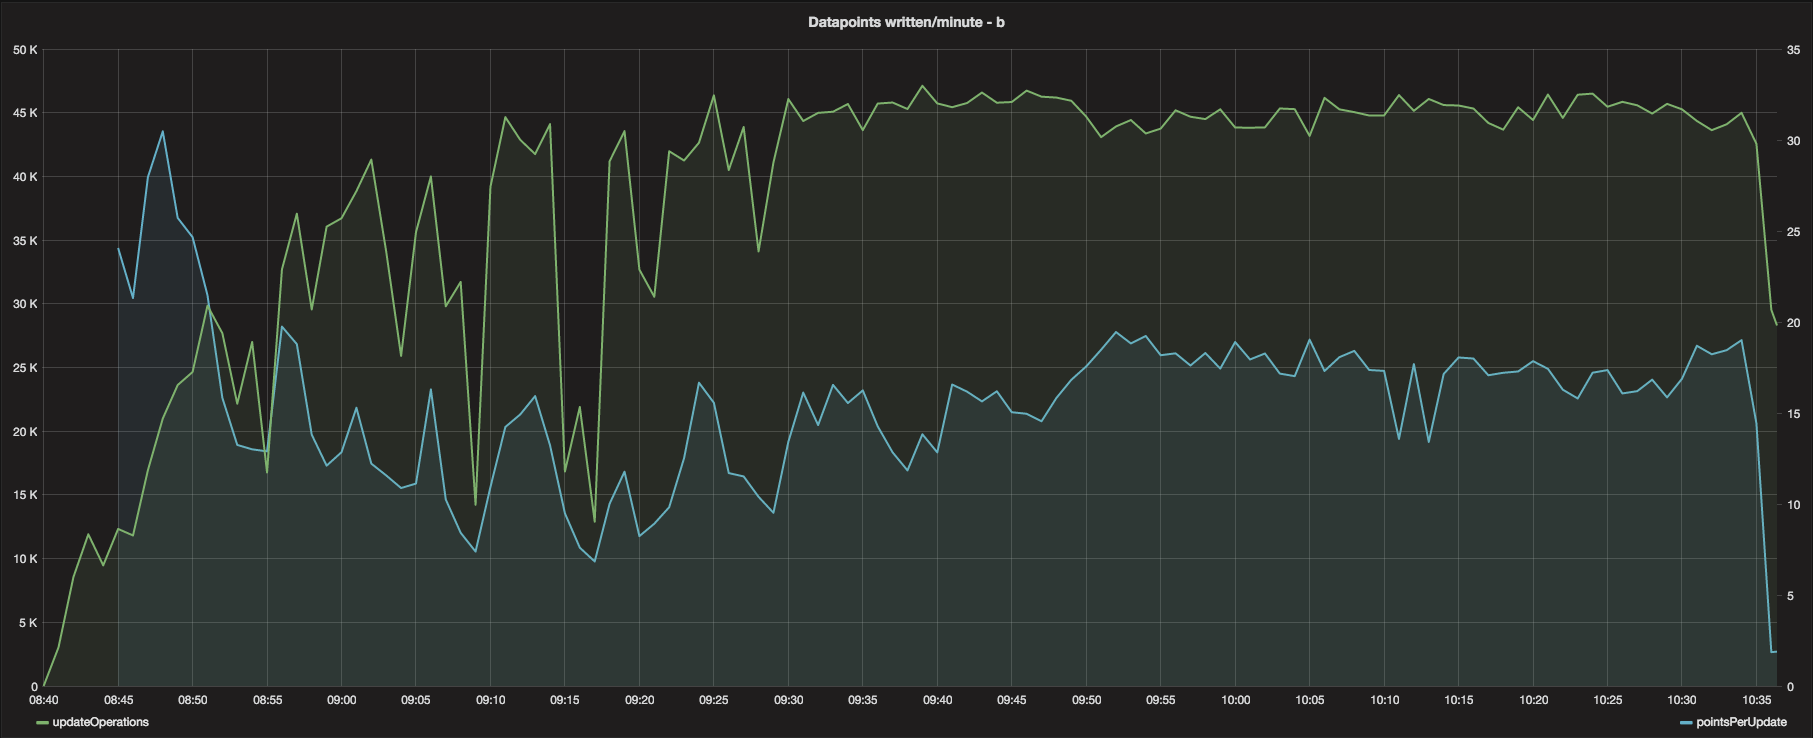 Datapoints written/minute - b
50 K
45 K
40 K
35 K
30 K
25 K
20 K
15 K
10 K
5 K
0
35
30
25
20
15
10
5
0
08:40 08:45 08:50 08:55 09:00 09:05 09:10 09:15 09:20 09:25 09:30 09:35 09:40 09:45 09:50 09:55 10:00 10:05 10:10 10:15 10:20 10:25 10:30 10:35
updateOperations pointsPerUpdate